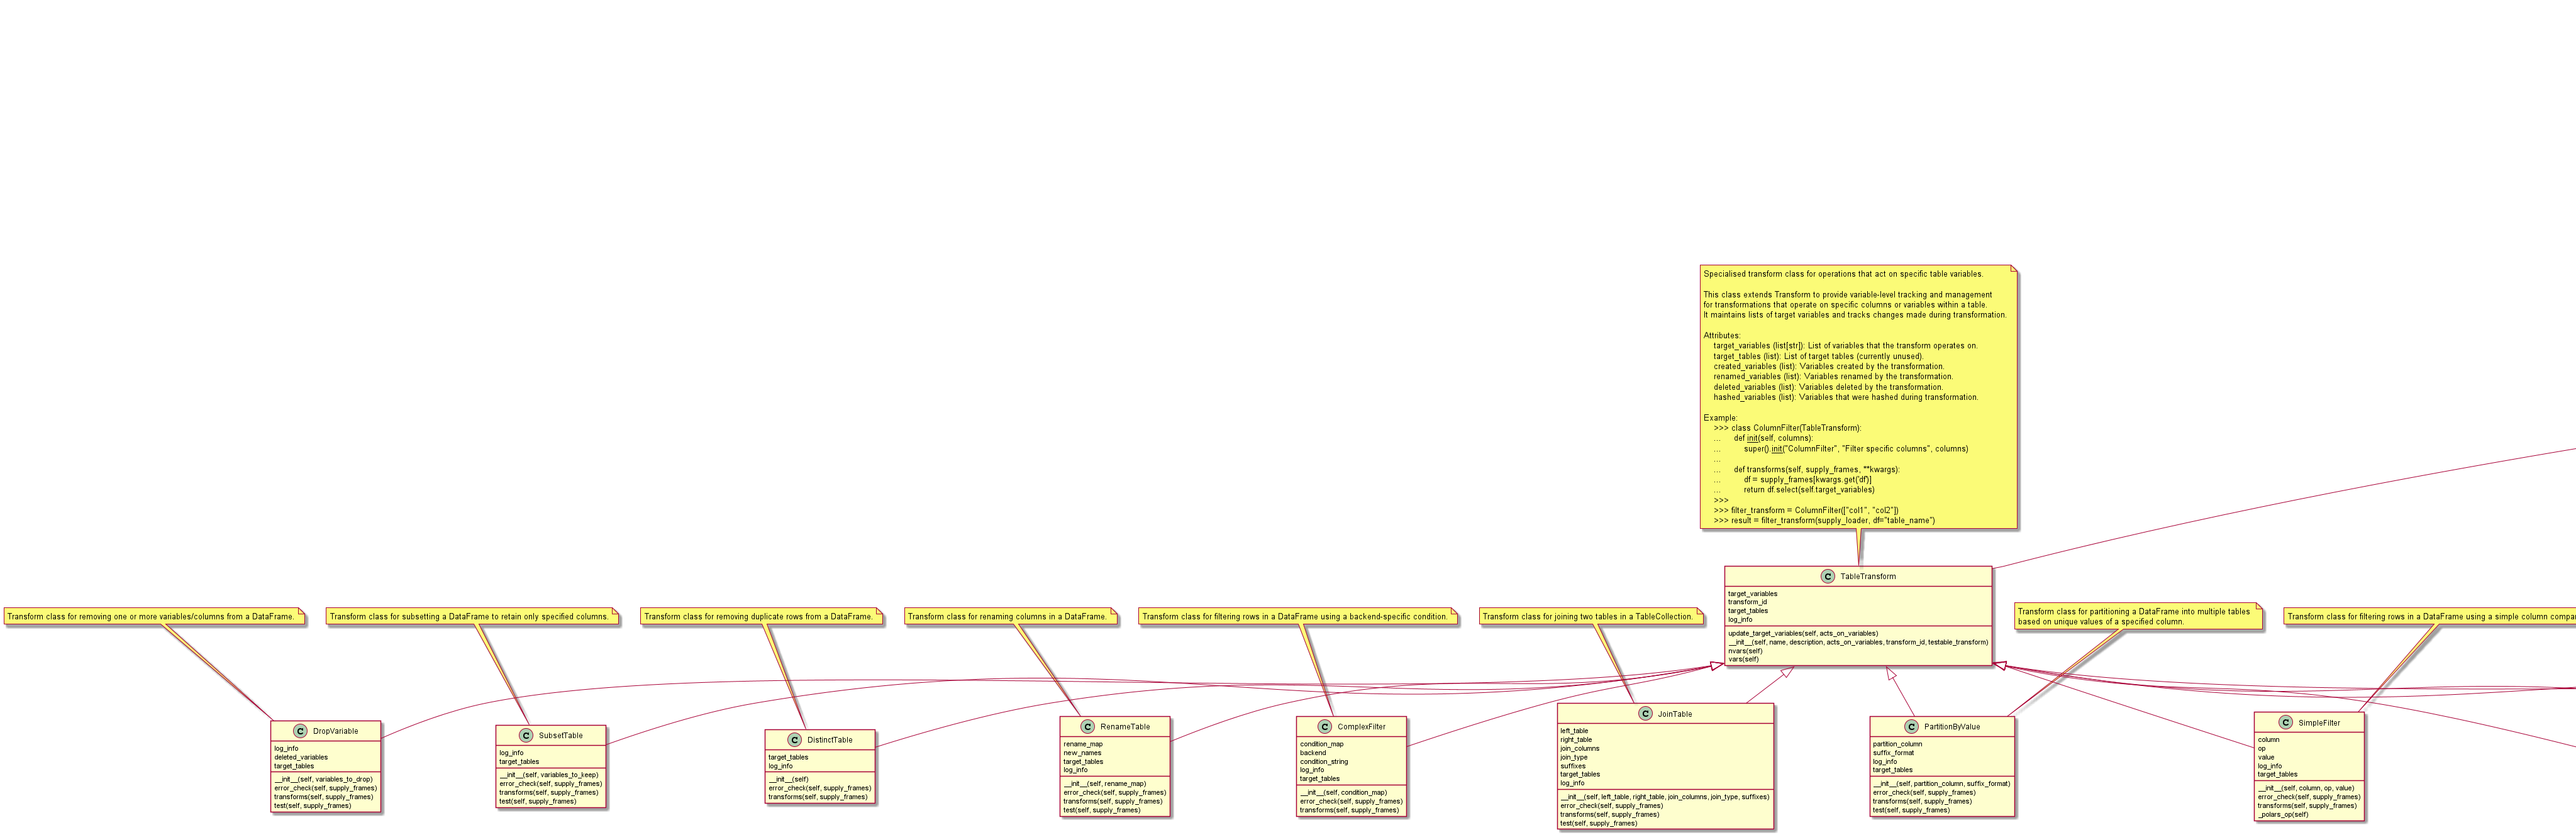 Specialised transform class for operations that act on specific table variables.
This class extends Transform to provide variable-level tracking and management
for transformations that operate on specific columns or variables within a table.
It maintains lists of target variables and tracks changes made during transformation.
Attributes:
target_variables (list[str]): List of variables that the transform operates on.
target_tables (list): List of target tables (currently unused).
created_variables (list): Variables created by the transformation.
renamed_variables (list): Variables renamed by the transformation.
deleted_variables (list): Variables deleted by the transformation.
hashed_variables (list): Variables that were hashed during transformation.
Example:
>>> class ColumnFilter(TableTransform):
... def init(self, columns):
... super().init("ColumnFilter", "Filter specific columns", columns)
...
... def transforms(self, supply_frames, **kwargs):
... df = supply_frames[kwargs.get('df')]
... return df.select(self.target_variables)
>>>
>>> filter_transform = ColumnFilter(["col1", "col2"])
>>> result = filter_transform(supply_loader, df="table_name")
C TableTransform
target_variables
transform_id
target_tables
log_info
update_target_variables(self, acts_on_variables)
__init__(self, name, description, acts_on_variables, transform_id, testable_transform)
nvars(self)
vars(self)
Transform class for removing one or more variables/columns from a DataFrame.
Transform class for subsetting a DataFrame to retain only specified columns.
Transform class for removing duplicate rows from a DataFrame.
Transform class for renaming columns in a DataFrame.
Transform class for filtering rows in a DataFrame using a backend-specific condition.
Transform class for joining two tables in a TableCollection.
Transform class for partitioning a DataFrame into multiple tables
based on unique values of a specified column.
Transform class for filtering rows in a DataFrame using a simple column compa
C DropVariable
log_info
deleted_variables
target_tables
__init__(self, variables_to_drop)
error_check(self, supply_frames)
transforms(self, supply_frames)
test(self, supply_frames)
C SubsetTable
log_info
target_tables
__init__(self, variables_to_keep)
error_check(self, supply_frames)
transforms(self, supply_frames)
test(self, supply_frames)
C DistinctTable
target_tables
log_info
__init__(self)
error_check(self, supply_frames)
transforms(self, supply_frames)
C RenameTable
rename_map
new_names
target_tables
log_info
__init__(self, rename_map)
error_check(self, supply_frames)
transforms(self, supply_frames)
test(self, supply_frames)
C ComplexFilter
condition_map
backend
condition_string
log_info
target_tables
__init__(self, condition_map)
error_check(self, supply_frames)
transforms(self, supply_frames)
C JoinTable
left_table
right_table
join_columns
join_type
suffixes
target_tables
log_info
__init__(self, left_table, right_table, join_columns, join_type, suffixes)
error_check(self, supply_frames)
transforms(self, supply_frames)
test(self, supply_frames)
C PartitionByValue
partition_column
suffix_format
log_info
target_tables
__init__(self, partition_column, suffix_format)
error_check(self, supply_frames)
transforms(self, supply_frames)
test(self, supply_frames)
C SimpleFilter
column
op
value
log_info
target_tables
__init__(self, column, op, value)
error_check(self, supply_frames)
transforms(self, supply_frames)
_polars_op(self)